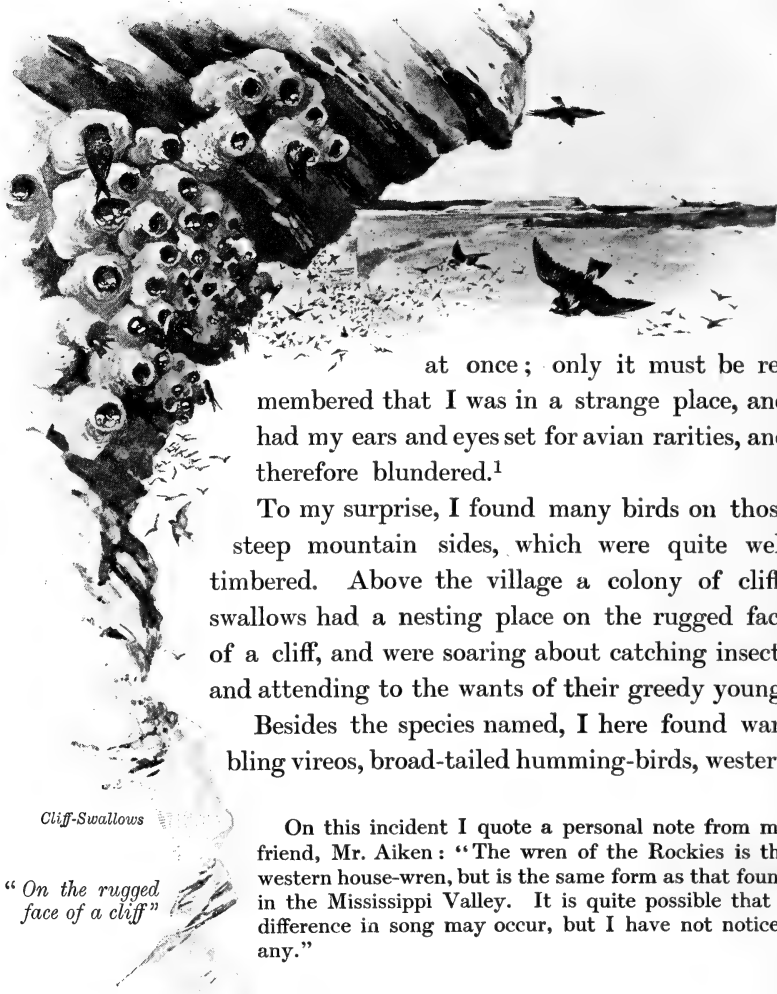 at once; only it must be re
membered that I was in a strange place, an
had my ears and eyes set for avian rarities, an
therefore blundered.¹
To my surprise, I found many birds on thos
steep mountain sides, which were quite we
timbered. Above the village a colony of clif
swallows had a nesting place on the rugged fac
of a cliff, and were soaring about catching insect
and attending to the wants of their greedy young
Besides the species named, I here found war
bling vireos, broad-tailed humming-birds, wester
Cliff-Swallows
"On the rugged
face of a cliff"
On this incident I quote a personal note from m
friend, Mr. Aiken: "The wren of the Rockies is th
western house-wren, but is the same form as that foun
in the Mississippi Valley. It is quite possible that
difference in song may occur, but I have not notice
any."